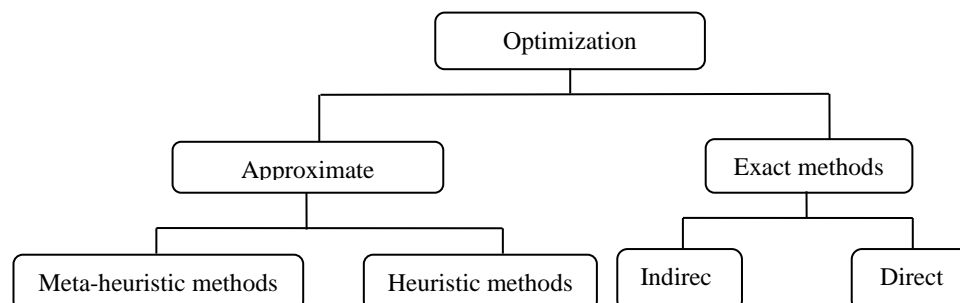 Optimization
Approximate
Exact methods
Meta-heuristic methods
Heuristic methods
Indirec
Direct